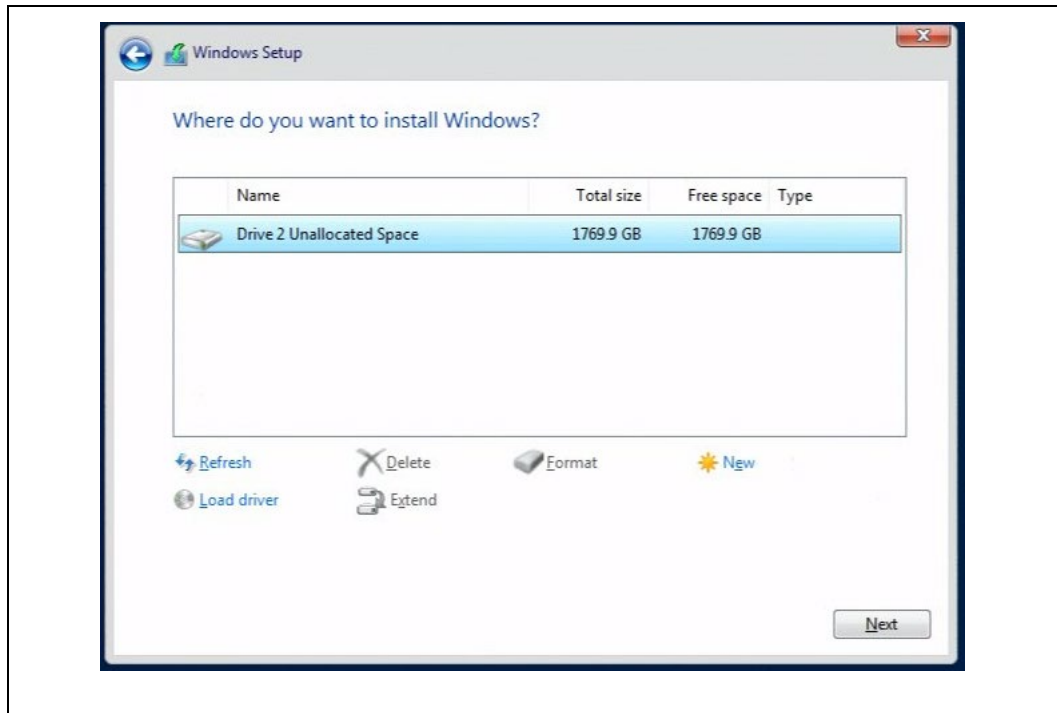 Windows Setup
Where do you want to install Windows?
Name Total size Free space Type
Drive 2 Unallocated Space 1769.9 GB 1769.9 GB
Refresh Delete Format New
Load driver Extend
Next